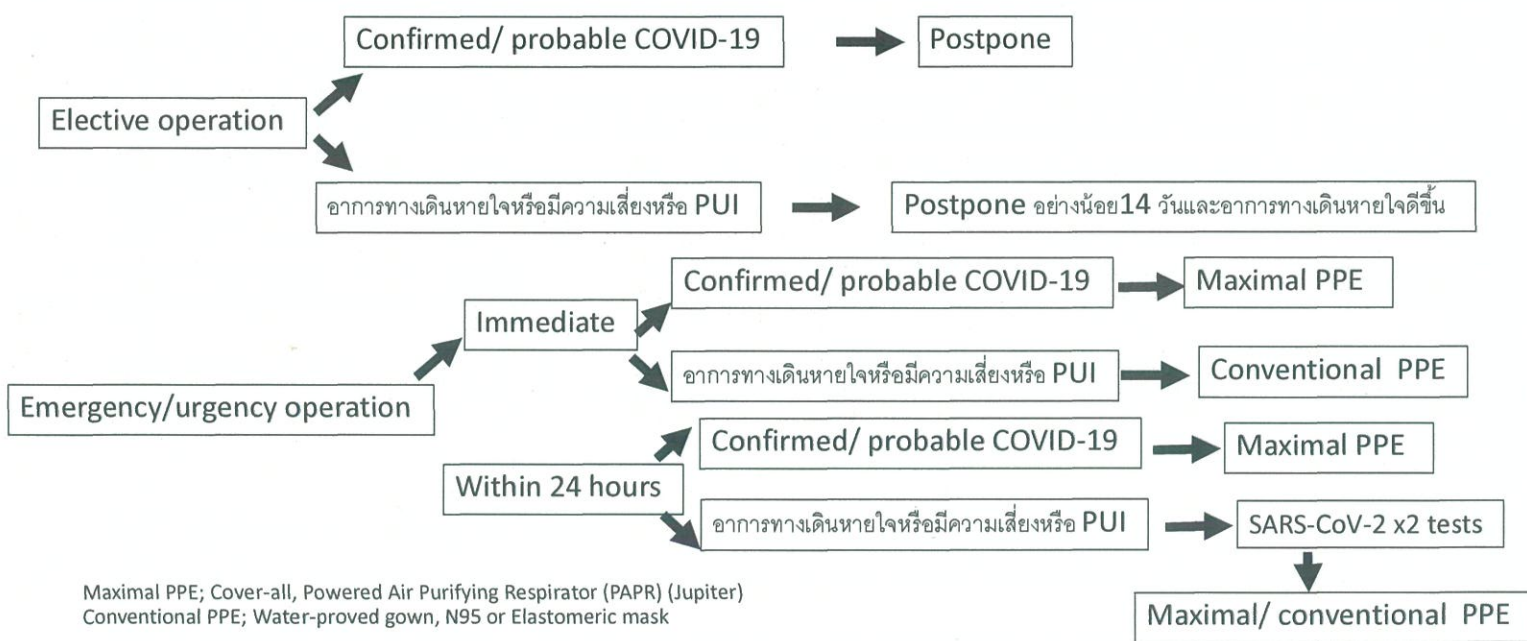 Confirmed/ probable COVID-19
Postpone
Elective operation
อาการทางเดินหายใจหรือมีความเสี่ยงหรือ PUI
Postpone อย่างน้อย14 วันและอาการทางเดินหายใจดีขึ้น
Confirmed/ probable COVID-19
Maximal PPE
Immediate
อาการทางเดินหายใจหรือมีความเสี่ยงหรือ PUI
Conventional PPE
Emergency/urgency operation
Confirmed/ probable COVID-19
Maximal PPE
Within 24 hours
อาการทางเดินหายใจหรือมีความเสี่ยงหรือ PUI
SARS-CoV-2 x2 tests
Maximal PPE; Cover-all, Powered Air Purifying Respirator (PAPR) (Jupiter)
Conventional PPE; Water-proved gown, N95 or Elastomeric mask
Maximal/ conventional PPE